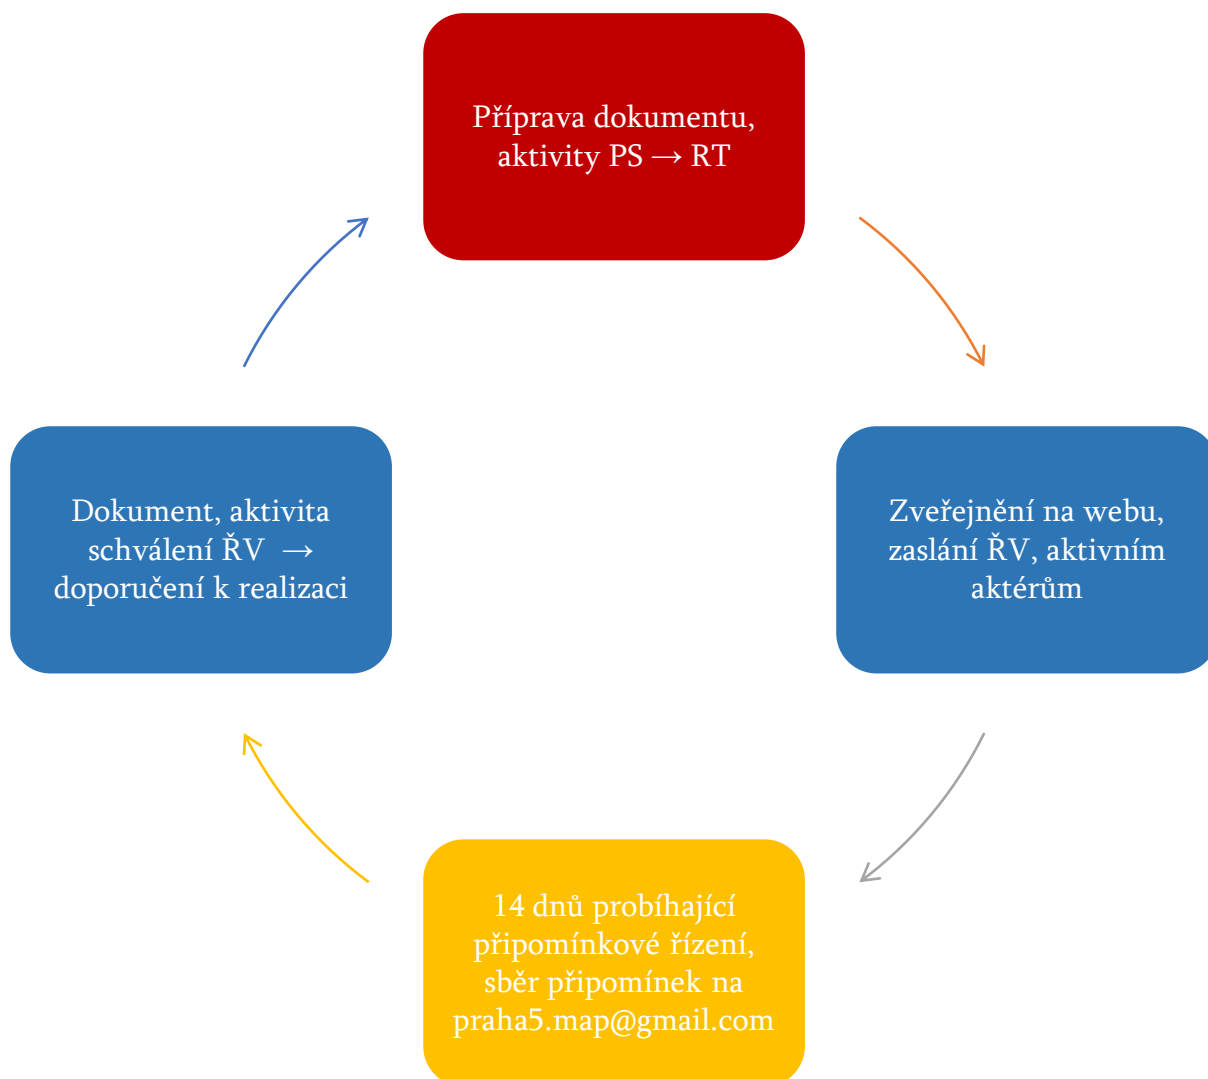 Příprava dokumentu,
aktivity PS → RT
Dokument, aktivita
schválení ŘV →
doporučení k realizaci
Zveřejnění na webu,
zaslání ŘV, aktivním
aktérům
14 dnů probíhající
připomínkové řízení,
sběr připomínek na
praha5.map@gmail.com